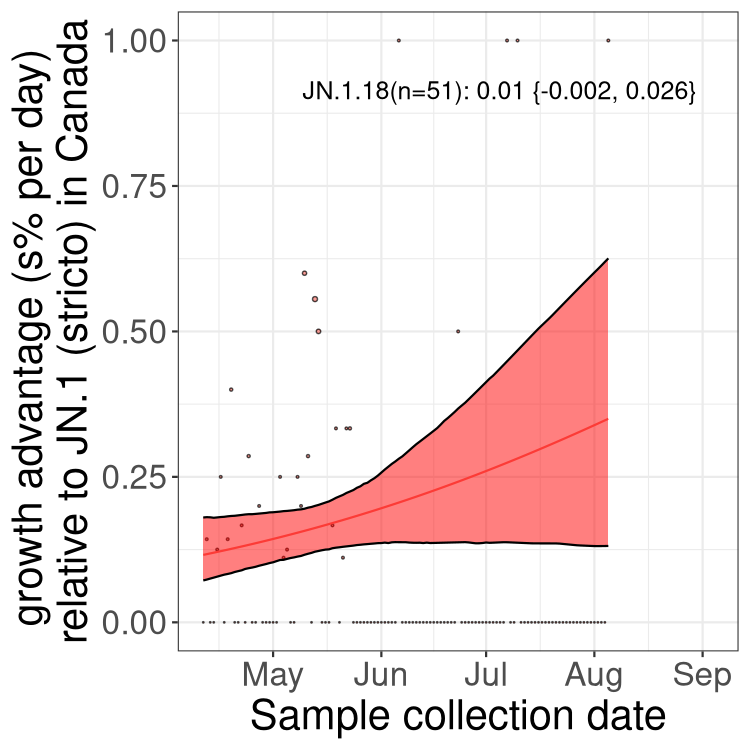 growth advantage (s% per day)
relative to JN.1 (stricto) in Canada
1.00
0.75
0.50
0.25
0.00
JN.1.18(n=51): 0.01 {-0.002, 0.026}
May Jun Jul Aug Sep
Sample collection date